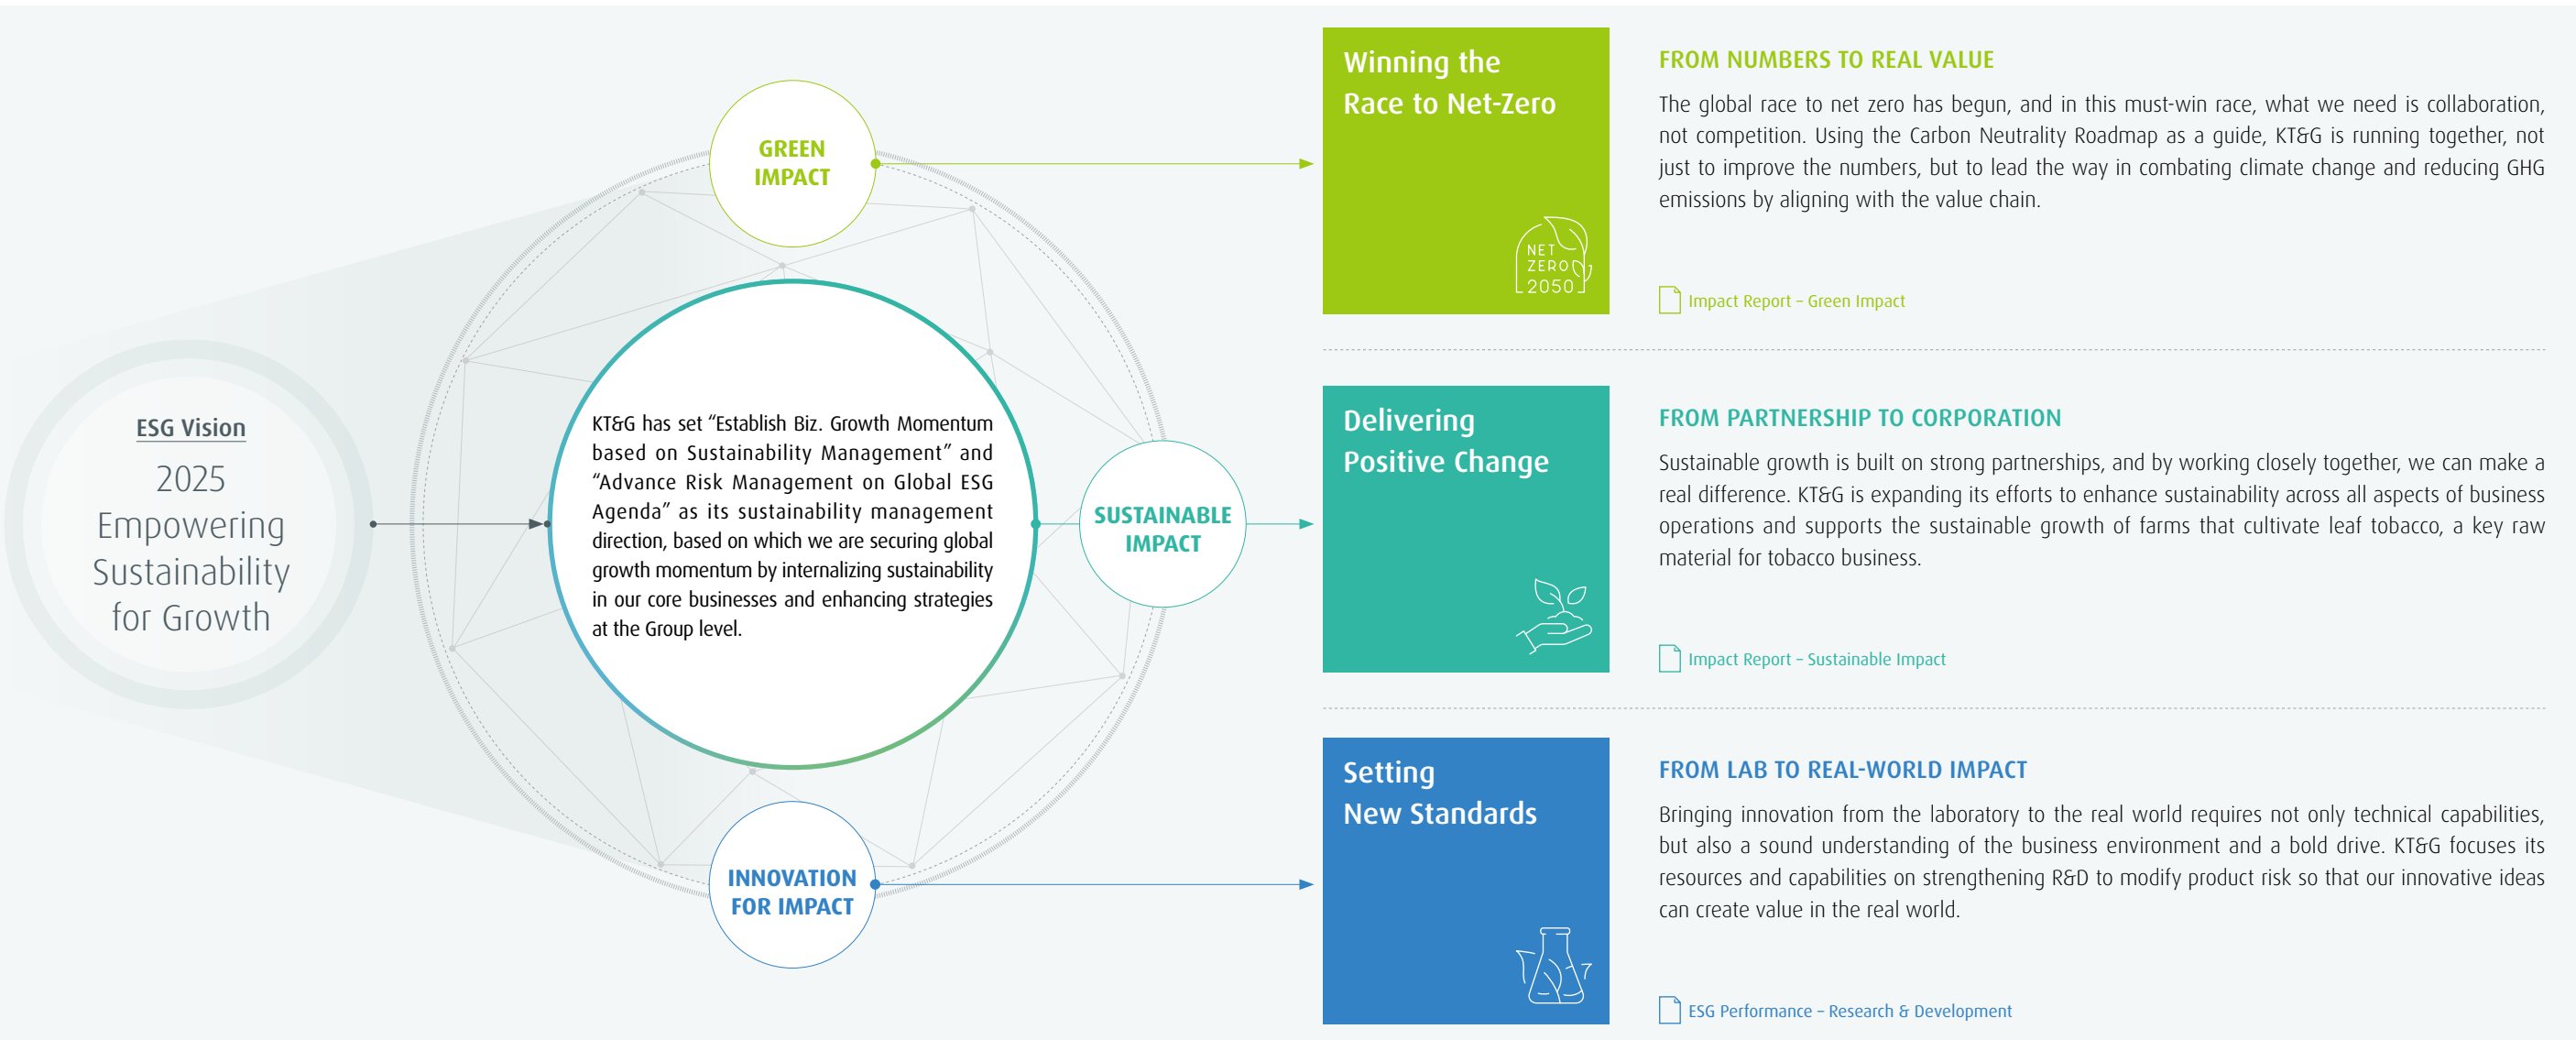 ESG Vision
2025
Empowering
Sustainability
for Growth
KT&G has set “Establish Biz. Growth Momentum
based on Sustainability Management” and
“Advance Risk Management on Global ESG
Agenda” as its sustainability management
direction, based on which we are securing global
growth momentum by internalizing sustainability
in our core businesses and enhancing strategies
at the Group level.
GREEN
IMPACT
SUSTAINABLE
IMPACT
INNOVATION
FOR IMPACT
Winning the
Race to Net-Zero
NET
ZERO
2050
FROM NUMBERS TO REAL VALUE
The global race to net zero has begun, and in this must-win race, what we need is collaboration,
not competition. Using the Carbon Neutrality Roadmap as a guide, KT&G is running together, not
just to improve the numbers, but to lead the way in combating climate change and reducing GHG
emissions by aligning with the value chain.
Impact Report – Green Impact
Delivering
Positive Change
FROM PARTNERSHIP TO CORPORATION
Sustainable growth is built on strong partnerships, and by working closely together, we can make a
real difference. KT&G is expanding its efforts to enhance sustainability across all aspects of business
operations and supports the sustainable growth of farms that cultivate leaf tobacco, a key raw
material for tobacco business.
Impact Report – Sustainable Impact
Setting
New Standards
FROM LAB TO REAL-WORLD IMPACT
Bringing innovation from the laboratory to the real world requires not only technical capabilities,
but also a sound understanding of the business environment and a bold drive. KT&G focuses its
resources and capabilities on strengthening R&D to modify product risk so that our innovative ideas
can create value in the real world.
ESG Performance – Research & Development